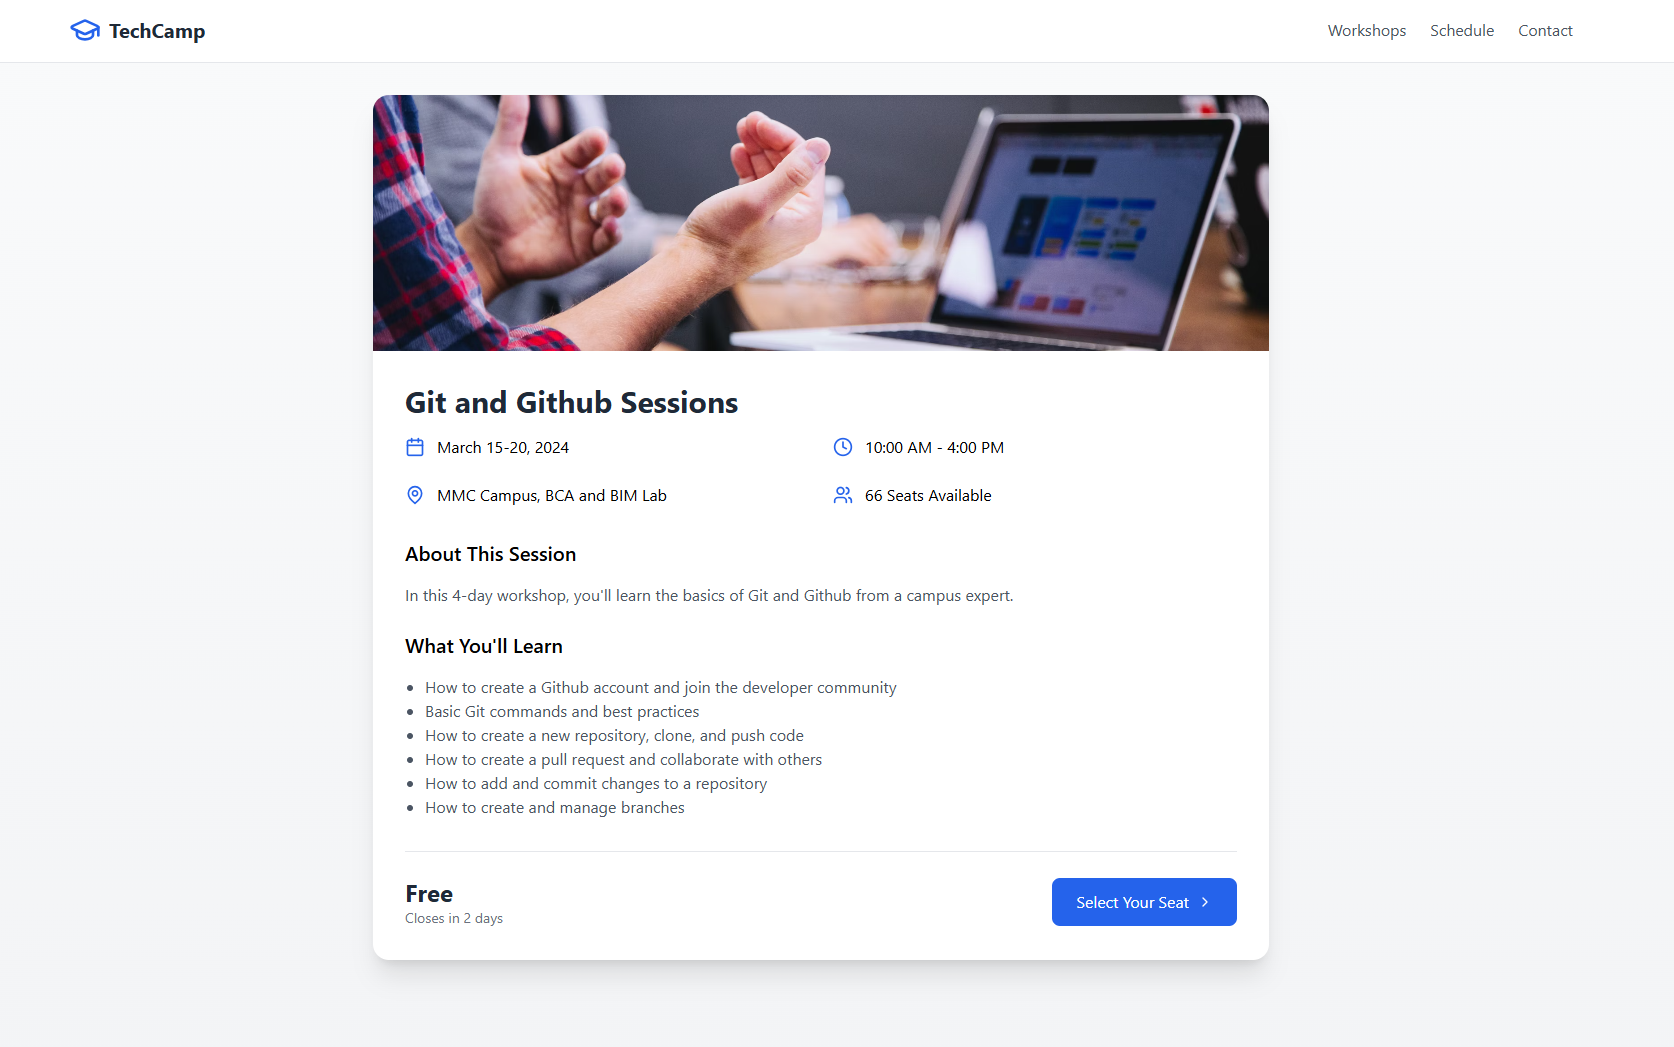 TechCamp
Workshops Schedule Contact
Git and Github Sessions
March 15-20, 2024
10:00 AM - 4:00 PM
MMC Campus, BCA and BIM Lab
66 Seats Available
About This Session
In this 4-day workshop, you'll learn the basics of Git and Github from a campus expert.
What You'll Learn
• How to create a Github account and join the developer community
• Basic Git commands and best practices
• How to create a new repository, clone, and push code
• How to create a pull request and collaborate with others
• How to add and commit changes to a repository
• How to create and manage branches
Free
Closes in 2 days
Select Your Seat